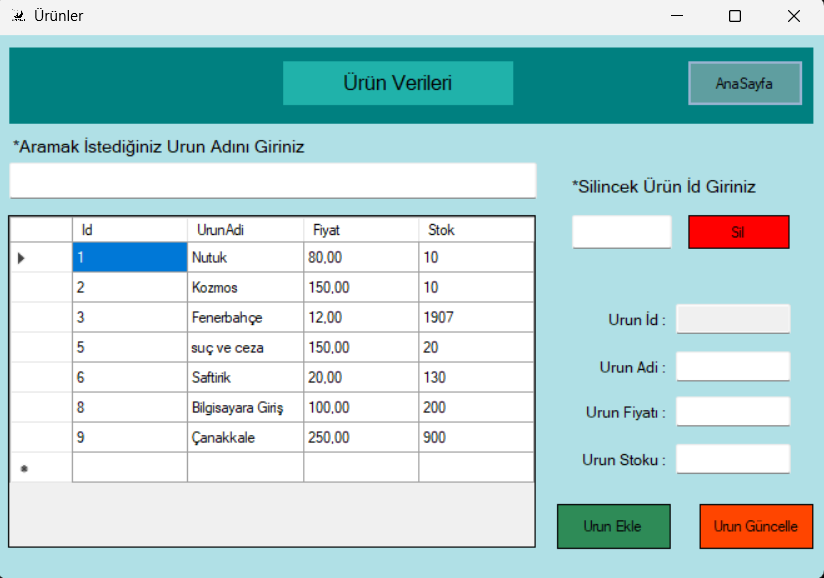 Ürünler
Ürün Verileri
AnaSayfa
*Aramak İstediğiniz Urun Adını Giriniz
Id UrunAdi Fiyat Stok
1 Nutuk 80,00 10
2 Kozmos 150,00 10
3 Fenerbahçe 12,00 1907
5 suç ve ceza 150,00 20
6 Saftirik 20,00 130
8 Bilgisayara Giriş 100,00 200
9 Çanakkale 250,00 900
*Silincek Ürün İd Giriniz
Sil
Urun İd :
Urun Adi :
Urun Fiyatı :
Urun Stoku :
Urun Ekle
Urun Güncelle